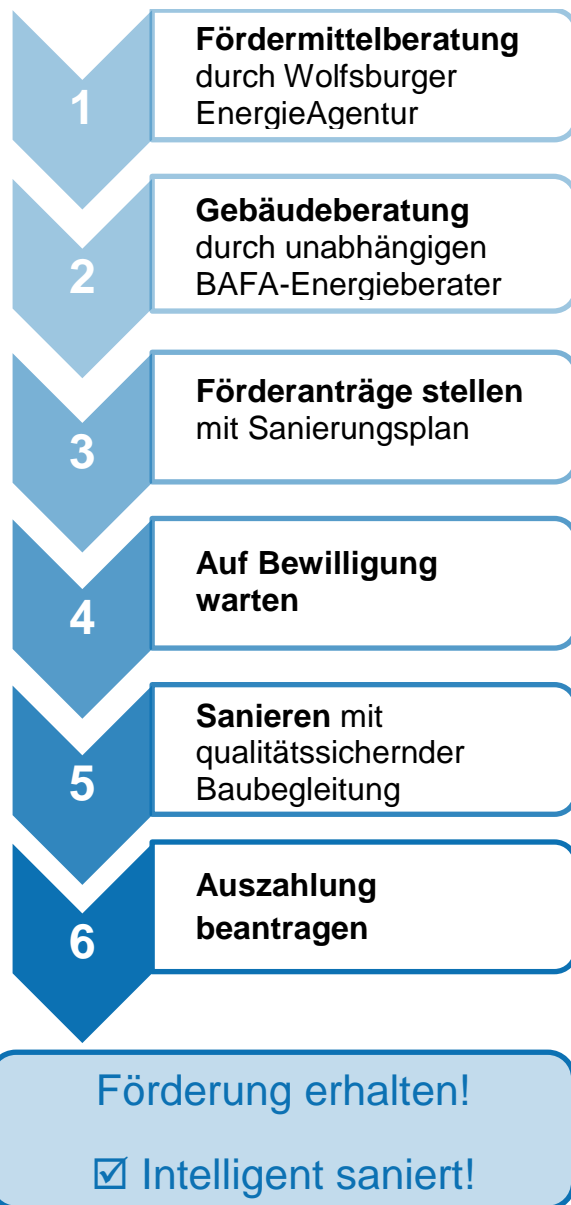 1
Fördermittelberatung
durch Wolfsburger
EnergieAgentur
2
Gebäudeberatung
durch unabhängigen
BAFA-Energieberater
3
Förderanträge stellen
mit Sanierungsplan
4
Auf Bewilligung
warten
5
Sanieren mit
qualitätssichernder
Baubegleitung
6
Auszahlung
beantragen
Förderung erhalten!
☑ Intelligent saniert!